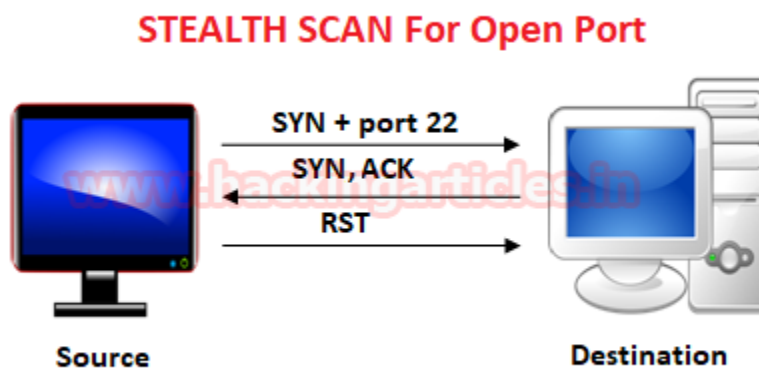 STEALTH SCAN For Open Port
SYN + port 22
SYN, ACK
www.hackingarticles.in
RST
Source
Destination